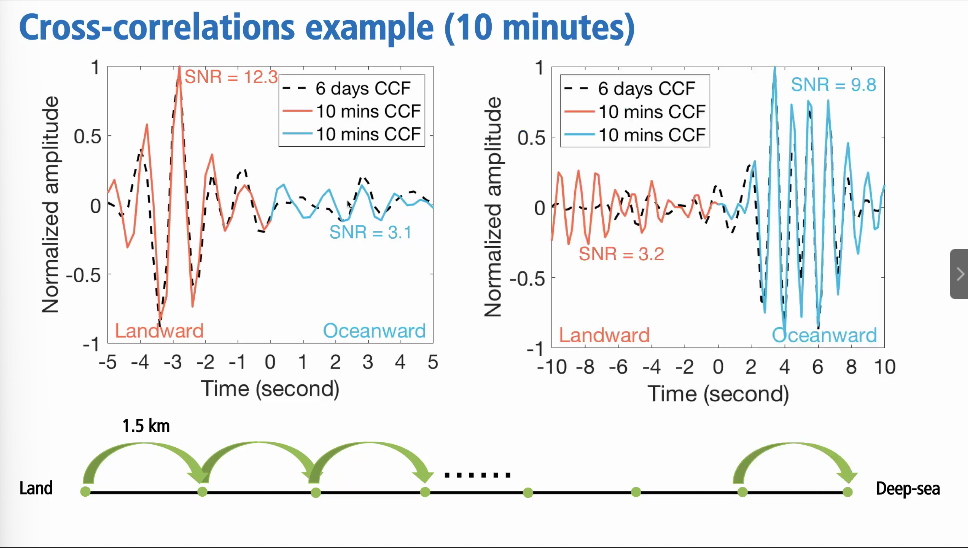 Cross-correlations example (10 minutes)
Normalized amplitude
1
0.5
0
-0.5
-1
SNR = 12.3
6 days CCF
10 mins CCF
10 mins CCF
SNR = 3.1
Landward
Oceanward
-5 -4 -3 -2 -1 0 1 2 3 4 5
Time (second)
Normalized amplitude
1
0.5
0
-0.5
-1
6 days CCF
10 mins CCF
10 mins CCF
SNR = 9.8
SNR = 3.2
Landward
Oceanward
-10 -8 -6 -4 -2 0 2 4 6 8 10
Time (second)
1.5 km
......
Land
Deep-sea